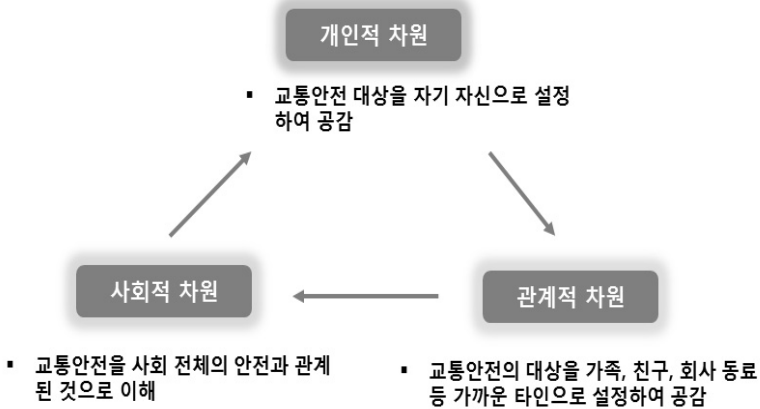 개인적 차원
▪ 교통안전 대상을 자기 자신으로 설정
하여 공감
사회적 차원
관계적 차원
▪ 교통안전을 사회 전체의 안전과 관계
된 것으로 이해
▪ 교통안전의 대상을 가족, 친구, 회사 동료
등 가까운 타인으로 설정하여 공감